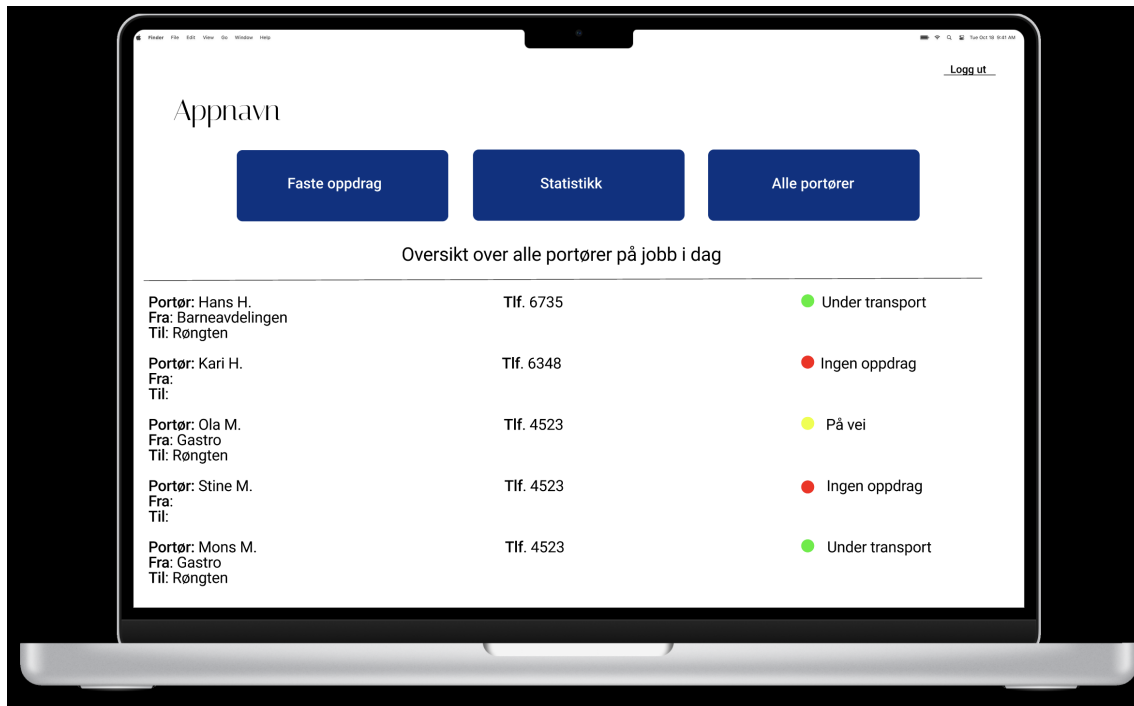 Finder File Edit View Go Window Help Tue Oct 18 9:41 AM
Logg ut
Appnavn
Faste oppdrag Statistikk Alle portører
Oversikt over alle portører på jobb i dag
Portør: Hans H. Tlf. 6735 Under transport
Fra: Barneavdelingen
Til: Røngten
Portør: Kari H. Tlf. 6348 Ingen oppdrag
Fra:
Til:
Portør: Ola M. Tlf. 4523 På vei
Fra: Gastro
Til: Røngten
Portør: Stine M. Tlf. 4523 Ingen oppdrag
Fra:
Til:
Portør: Mons M. Tlf. 4523 Under transport
Fra: Gastro
Til: Røngten